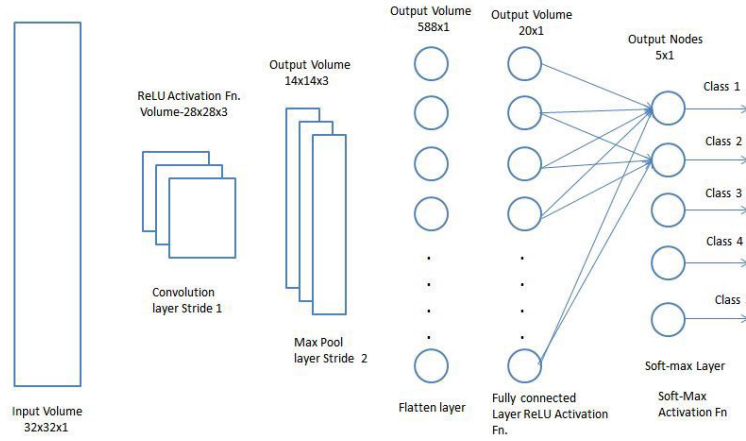 Output Volume
588x1
Output Volume
20x1
Output Nodes
5x1
Output Volume
14x14x3
ReLU Activation Fn.
Volume-28x28x3
Class 1
Class 2
Class 3
Class 4
Class
Convolution
layer Stride 1
Max Pool
layer Stride 2
Soft-max Layer
Input Volume
32x32x1
Flatten layer
Fully connected
Layer ReLU Activation
Fn.
Soft-Max
Activation Fn